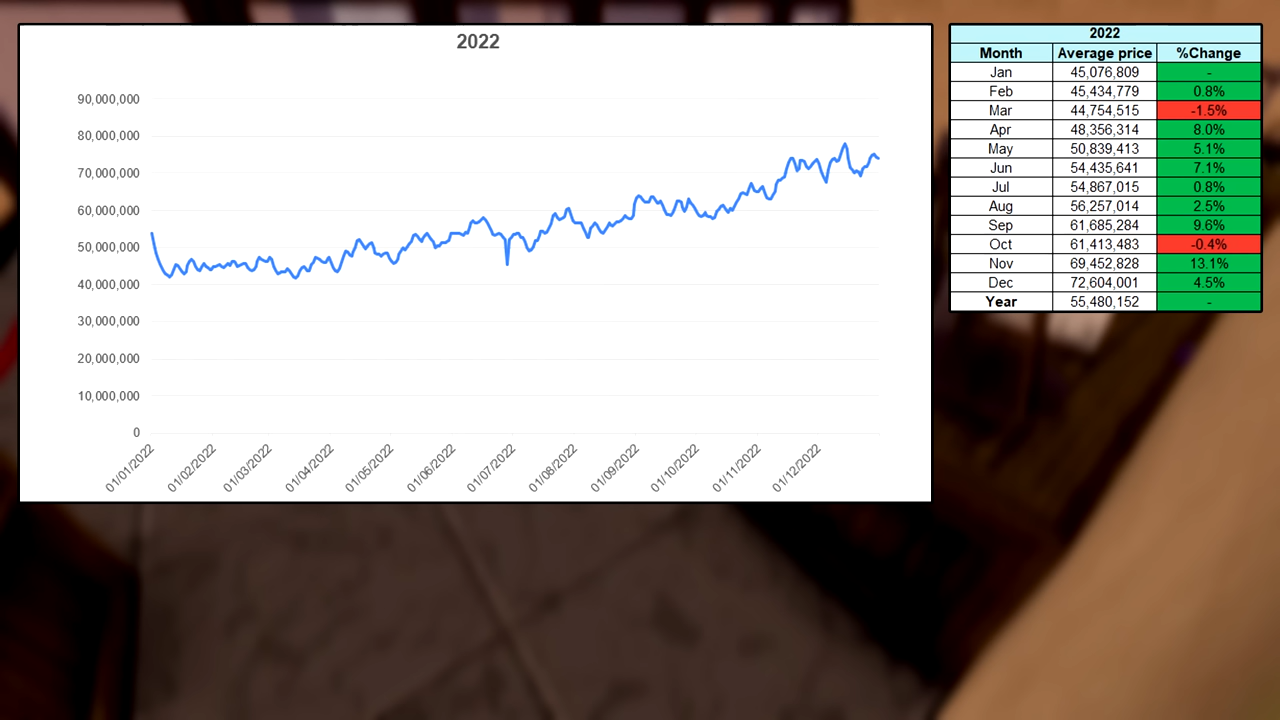 2022
90,000,000
80,000,000
70,000,000
60,000,000
50,000,000
40,000,000
30,000,000
20,000,000
10,000,000
0
01/01/2022
01/02/2022
01/03/2022
01/04/2022
01/05/2022
01/06/2022
01/07/2022
01/08/2022
01/09/2022
01/10/2022
01/11/2022
01/12/2022
2022
Month Average price %Change
Jan 45,076,809 -
Feb 45,434,779 0.8%
Mar 44,754,515 -1.5%
Apr 48,356,314 8.0%
May 50,839,413 5.1%
Jun 54,435,641 7.1%
Jul 54,867,015 0.8%
Aug 56,257,014 2.5%
Sep 61,685,284 9.6%
Oct 61,413,483 -0.4%
Nov 69,452,828 13.1%
Dec 72,604,001 4.5%
Year 55,480,152 -